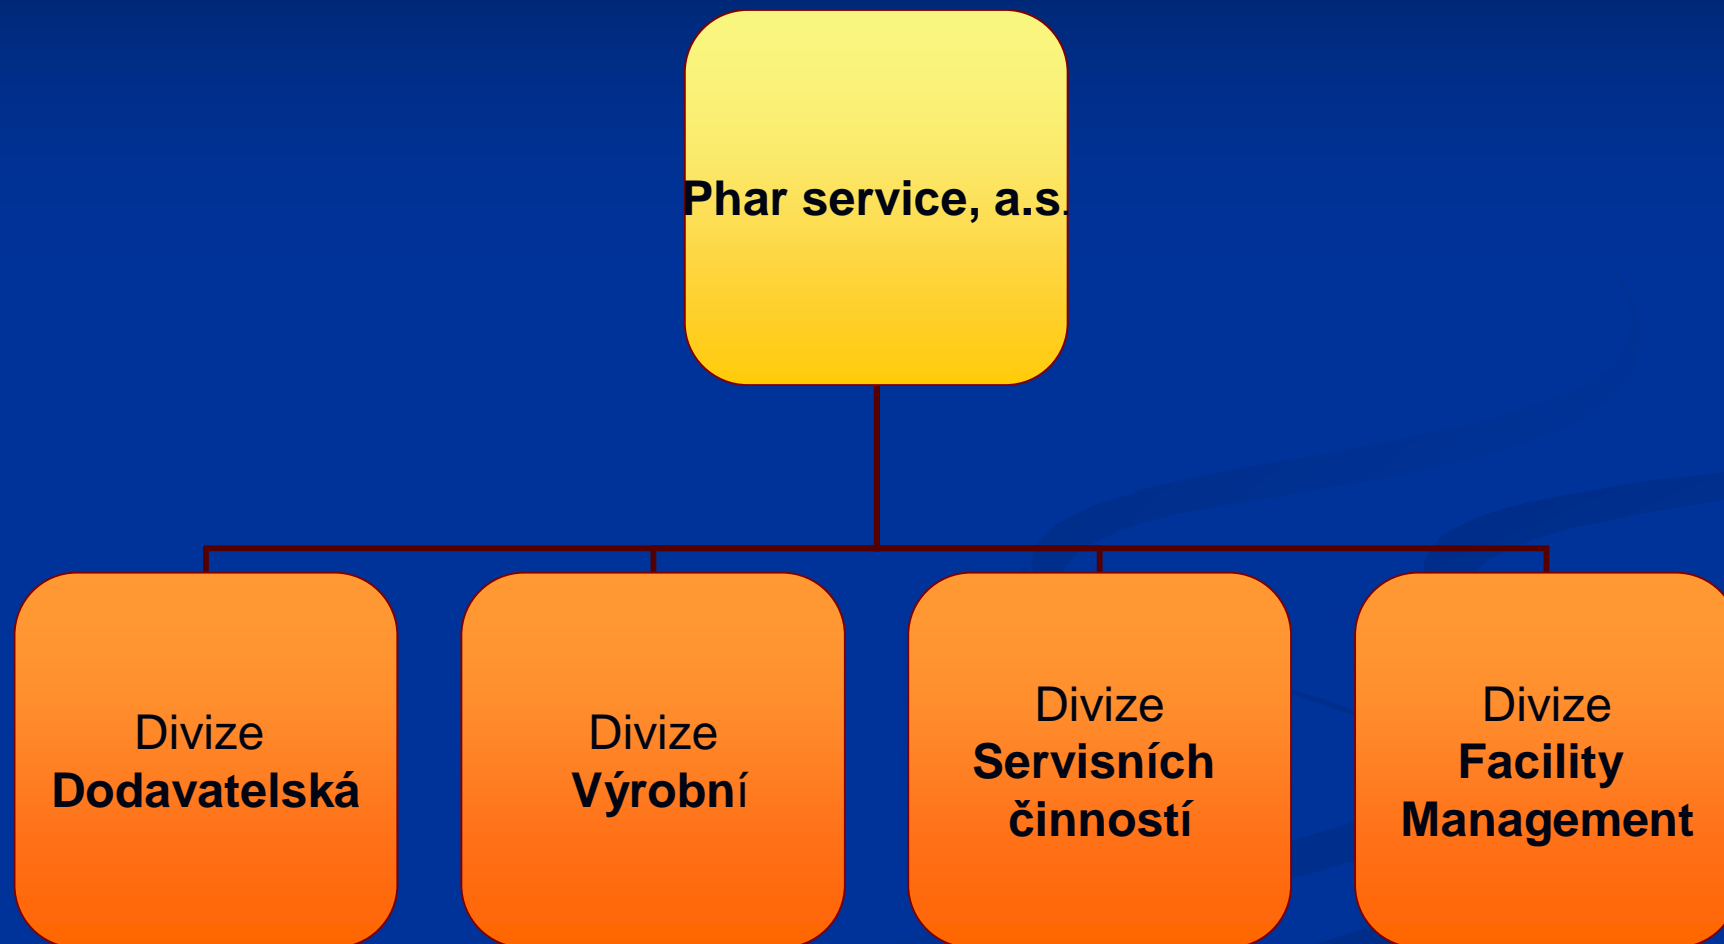 Phar service, a.s.
Divize
Dodavatelská
Divize
Výrobní
Divize
Servisních
činností
Divize
Facility
Management